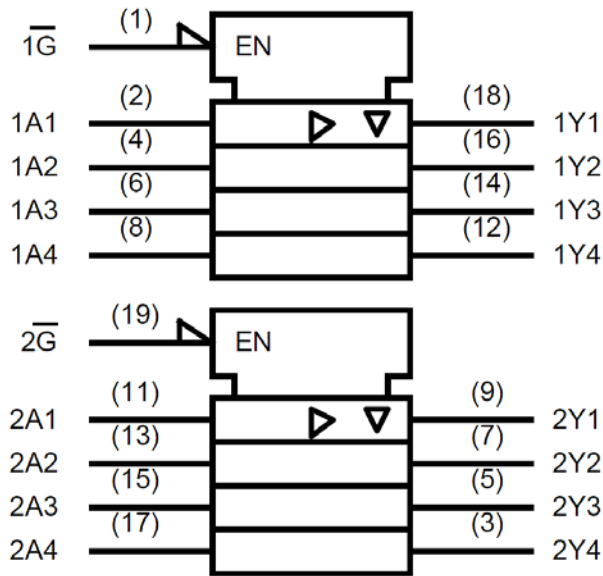 1G̅ (1) EN
1A1 (2) (18) 1Y1
1A2 (4) (16) 1Y2
1A3 (6) (14) 1Y3
1A4 (8) (12) 1Y4
2G̅ (19) EN
2A1 (11) (9) 2Y1
2A2 (13) (7) 2Y2
2A3 (15) (5) 2Y3
2A4 (17) (3) 2Y4